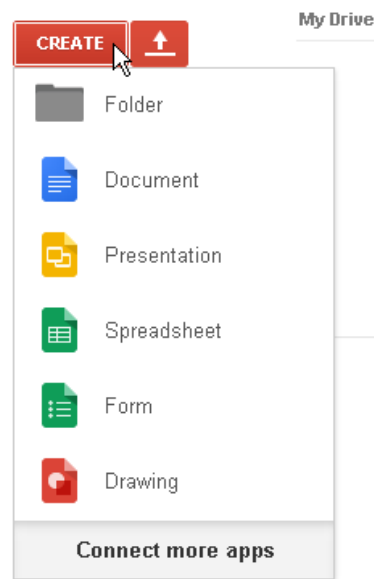 My Drive
CREATE
Folder
Document
Presentation
Spreadsheet
Form
Drawing
Connect more apps